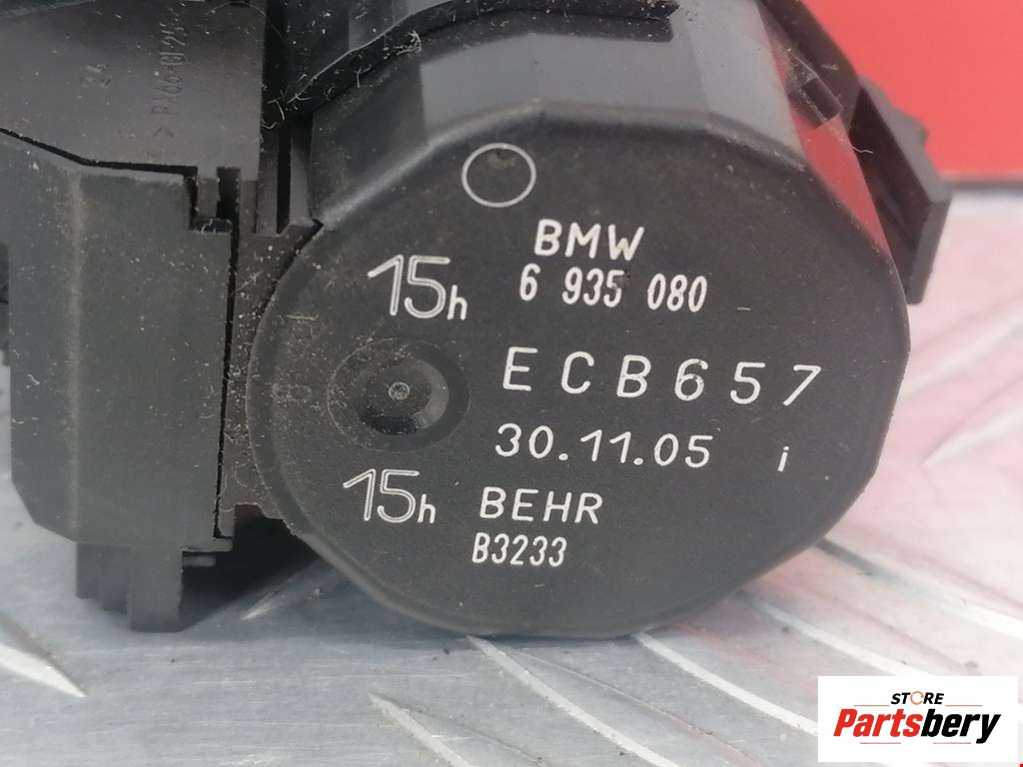 BMW
6 935 080
15h
ECB657
30.11.05 i
15h
BEHR
B3233
STORE
Partsbery